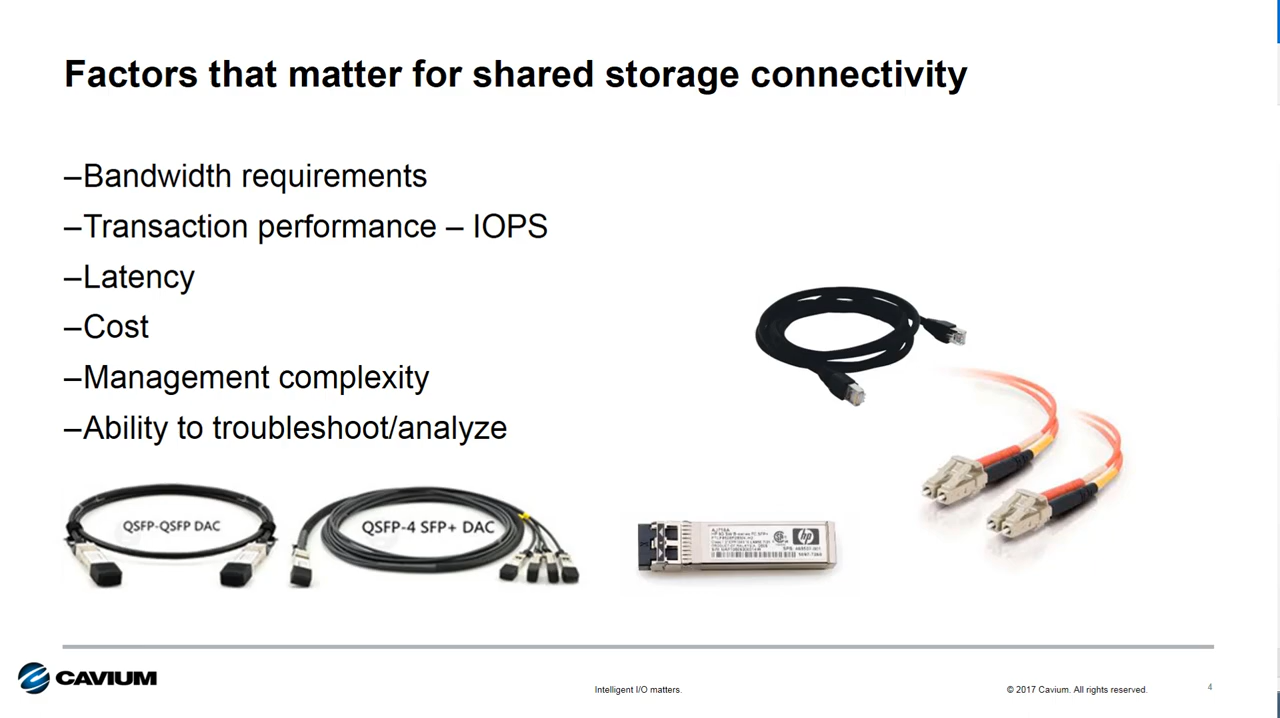 Factors that matter for shared storage connectivity
–Bandwidth requirements
–Transaction performance – IOPS
–Latency
–Cost
–Management complexity
–Ability to troubleshoot/analyze
QSFP-QSFP DAC
QSFP-4 SFP+ DAC
hp
CAVIUM
Intelligent I/O matters.
© 2017 Cavium. All rights reserved.
4